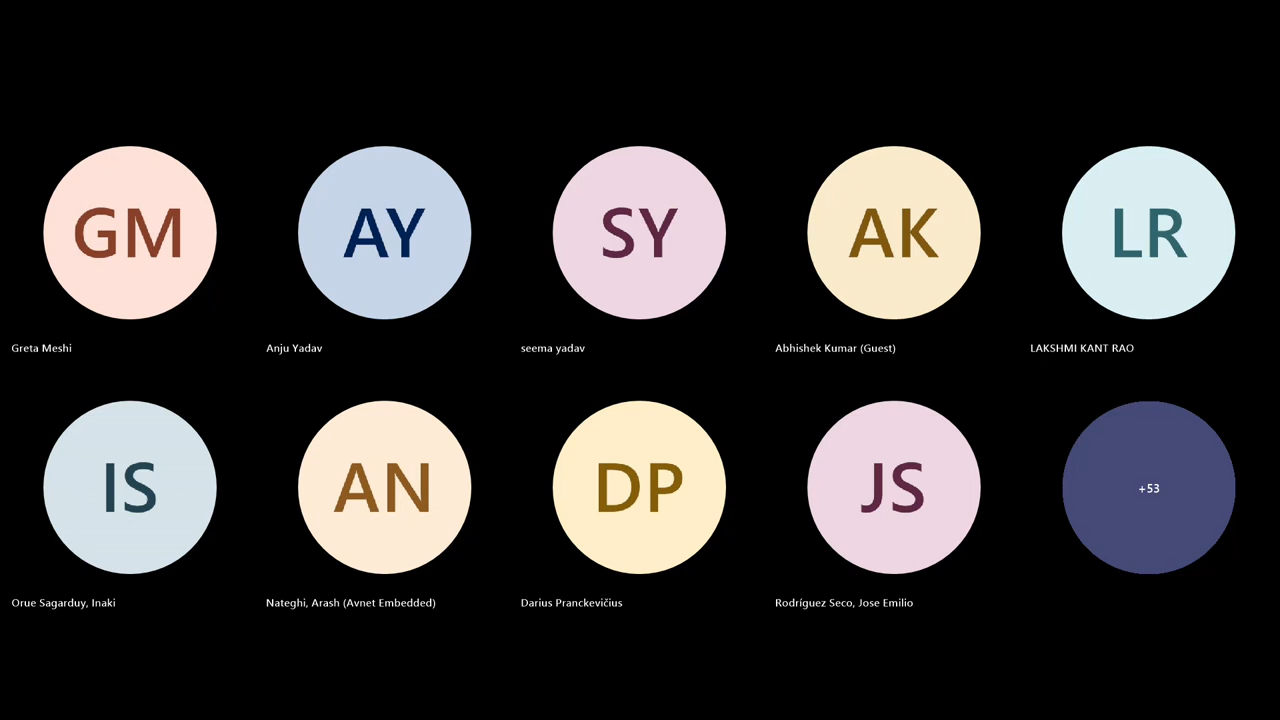 GM
AY
SY
AK
LR
Greta Meshi
Anju Yadav
seema yadav
Abhishek Kumar (Guest)
LAKSHMI KANT RAO
IS
AN
DP
JS
+53
Orue Sagarduy, Inaki
Nateghi, Arash (Avnet Embedded)
Darius Pranckevičius
Rodríguez Seco, Jose Emilio